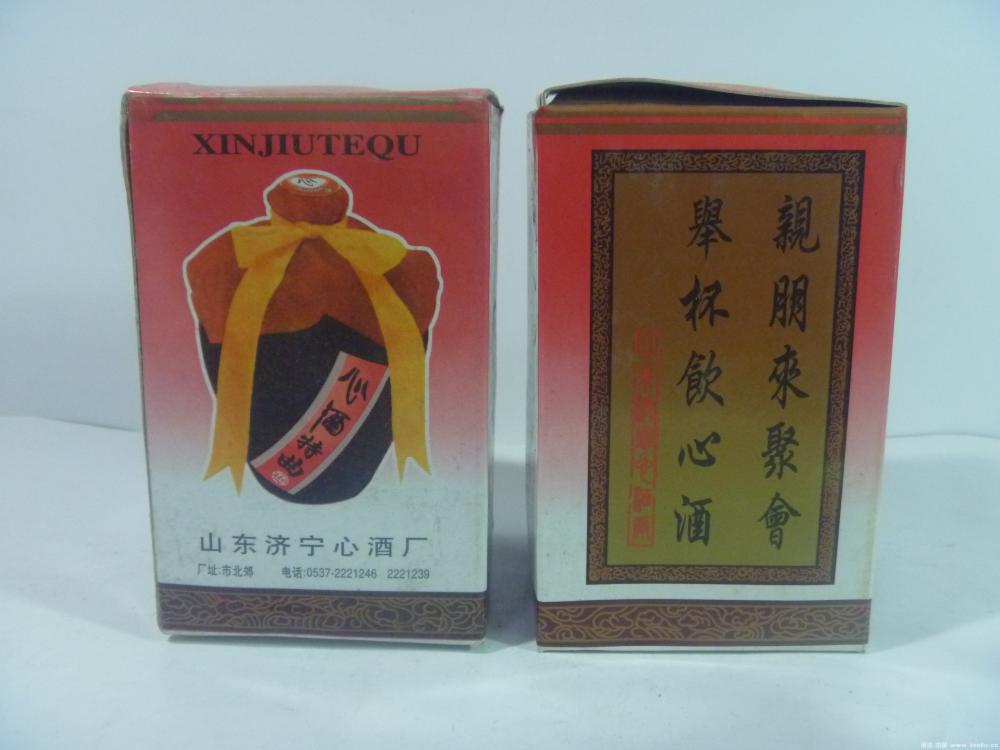 XINJIUTEQU
心
心酒特曲
山东济宁心酒厂
厂址:市北郊 电话:0537-2221246 2221239
親朋來聚會
舉杯飲心酒